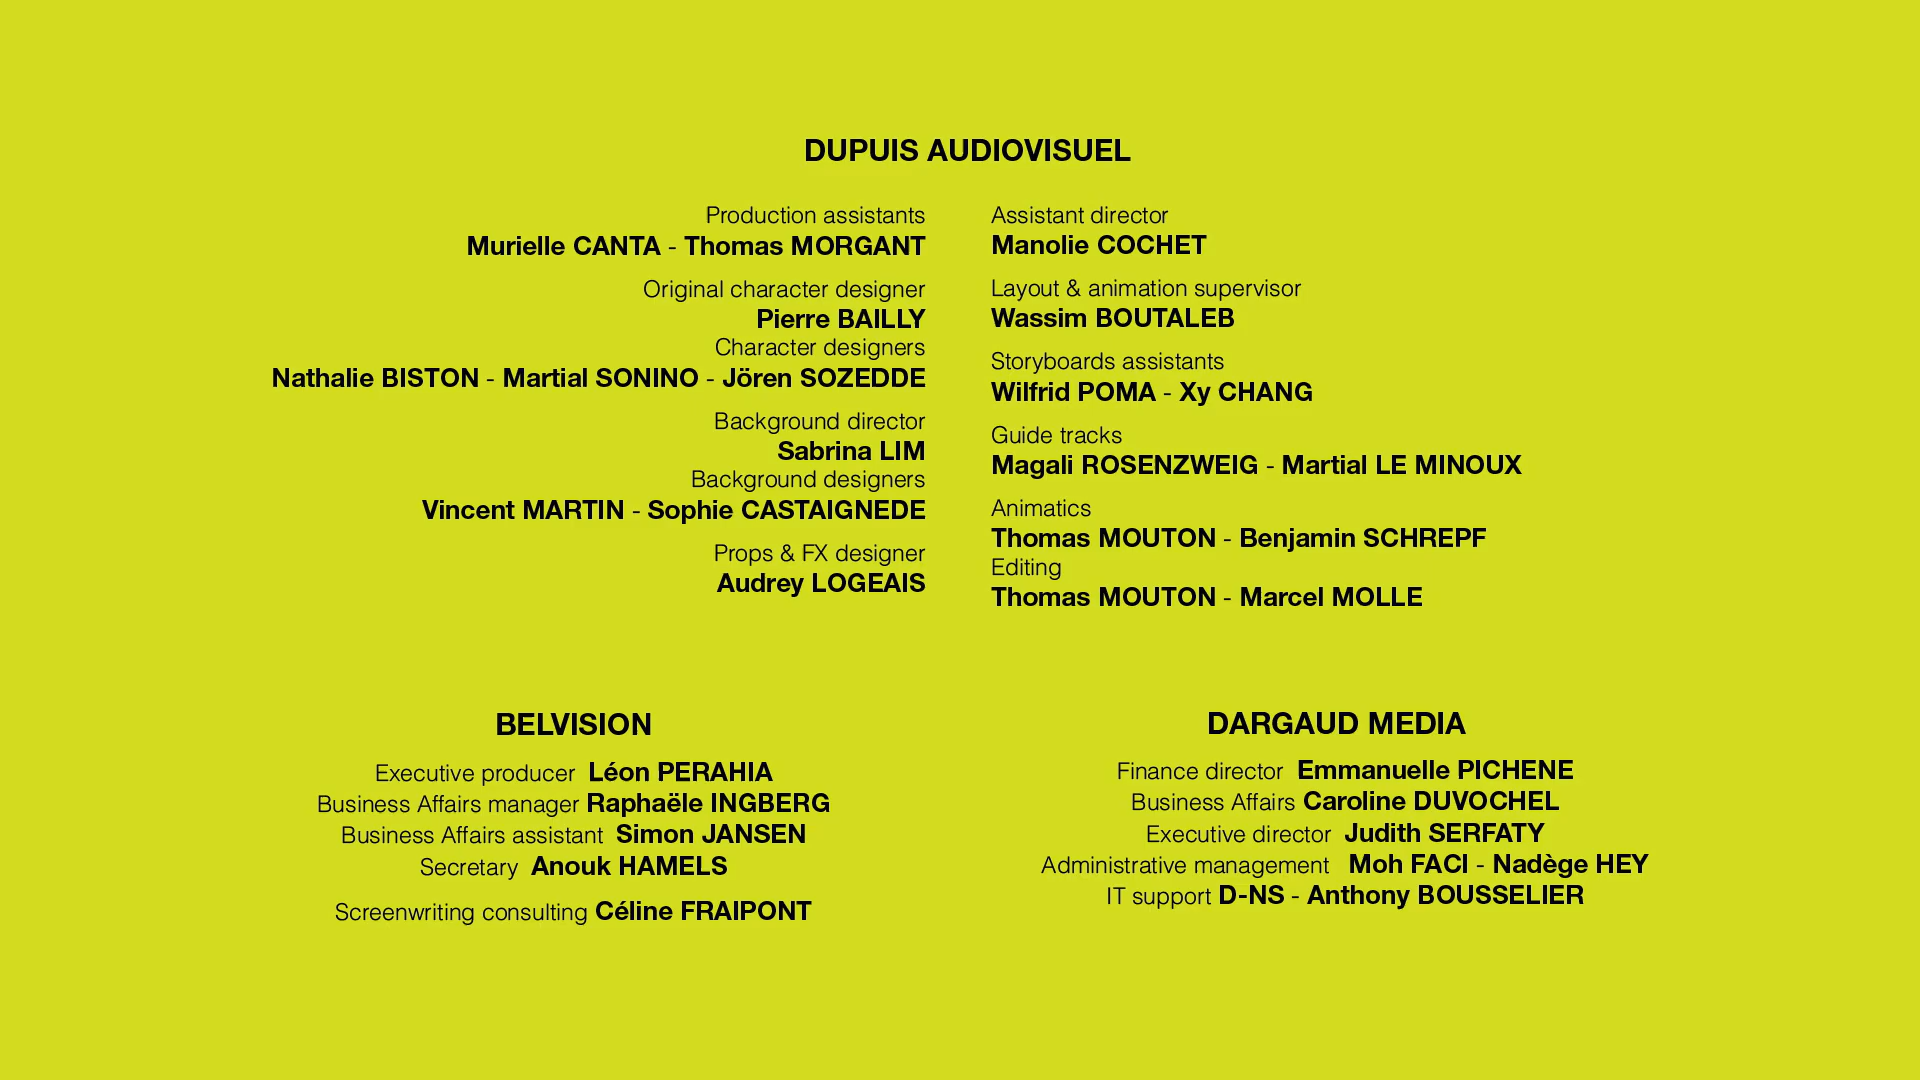 DUPUIS AUDIOVISUEL
Production assistants
Murielle CANTA - Thomas MORGANT
Original character designer
Pierre BAILLY
Character designers
Nathalie BISTON - Martial SONINO - Jören SOZEDDE
Background director
Sabrina LIM
Background designers
Vincent MARTIN - Sophie CASTAIGNEDE
Props & FX designer
Audrey LOGEAIS
Assistant director
Manolie COCHET
Layout & animation supervisor
Wassim BOUTALEB
Storyboards assistants
Wilfrid POMA - Xy CHANG
Guide tracks
Magali ROSENZWEIG - Martial LE MINOUX
Animatics
Thomas MOUTON - Benjamin SCHREPF
Editing
Thomas MOUTON - Marcel MOLLE
BELVISION
Executive producer Léon PERAHIA
Business Affairs manager Raphaële INGBERG
Business Affairs assistant Simon JANSEN
Secretary Anouk HAMELS
Screenwriting consulting Céline FRAIPONT
DARGAUD MEDIA
Finance director Emmanuelle PICHENE
Business Affairs Caroline DUVOCHEL
Executive director Judith SERFATY
Administrative management Moh FACI - Nadège HEY
IT support D-NS - Anthony BOUSSELIER